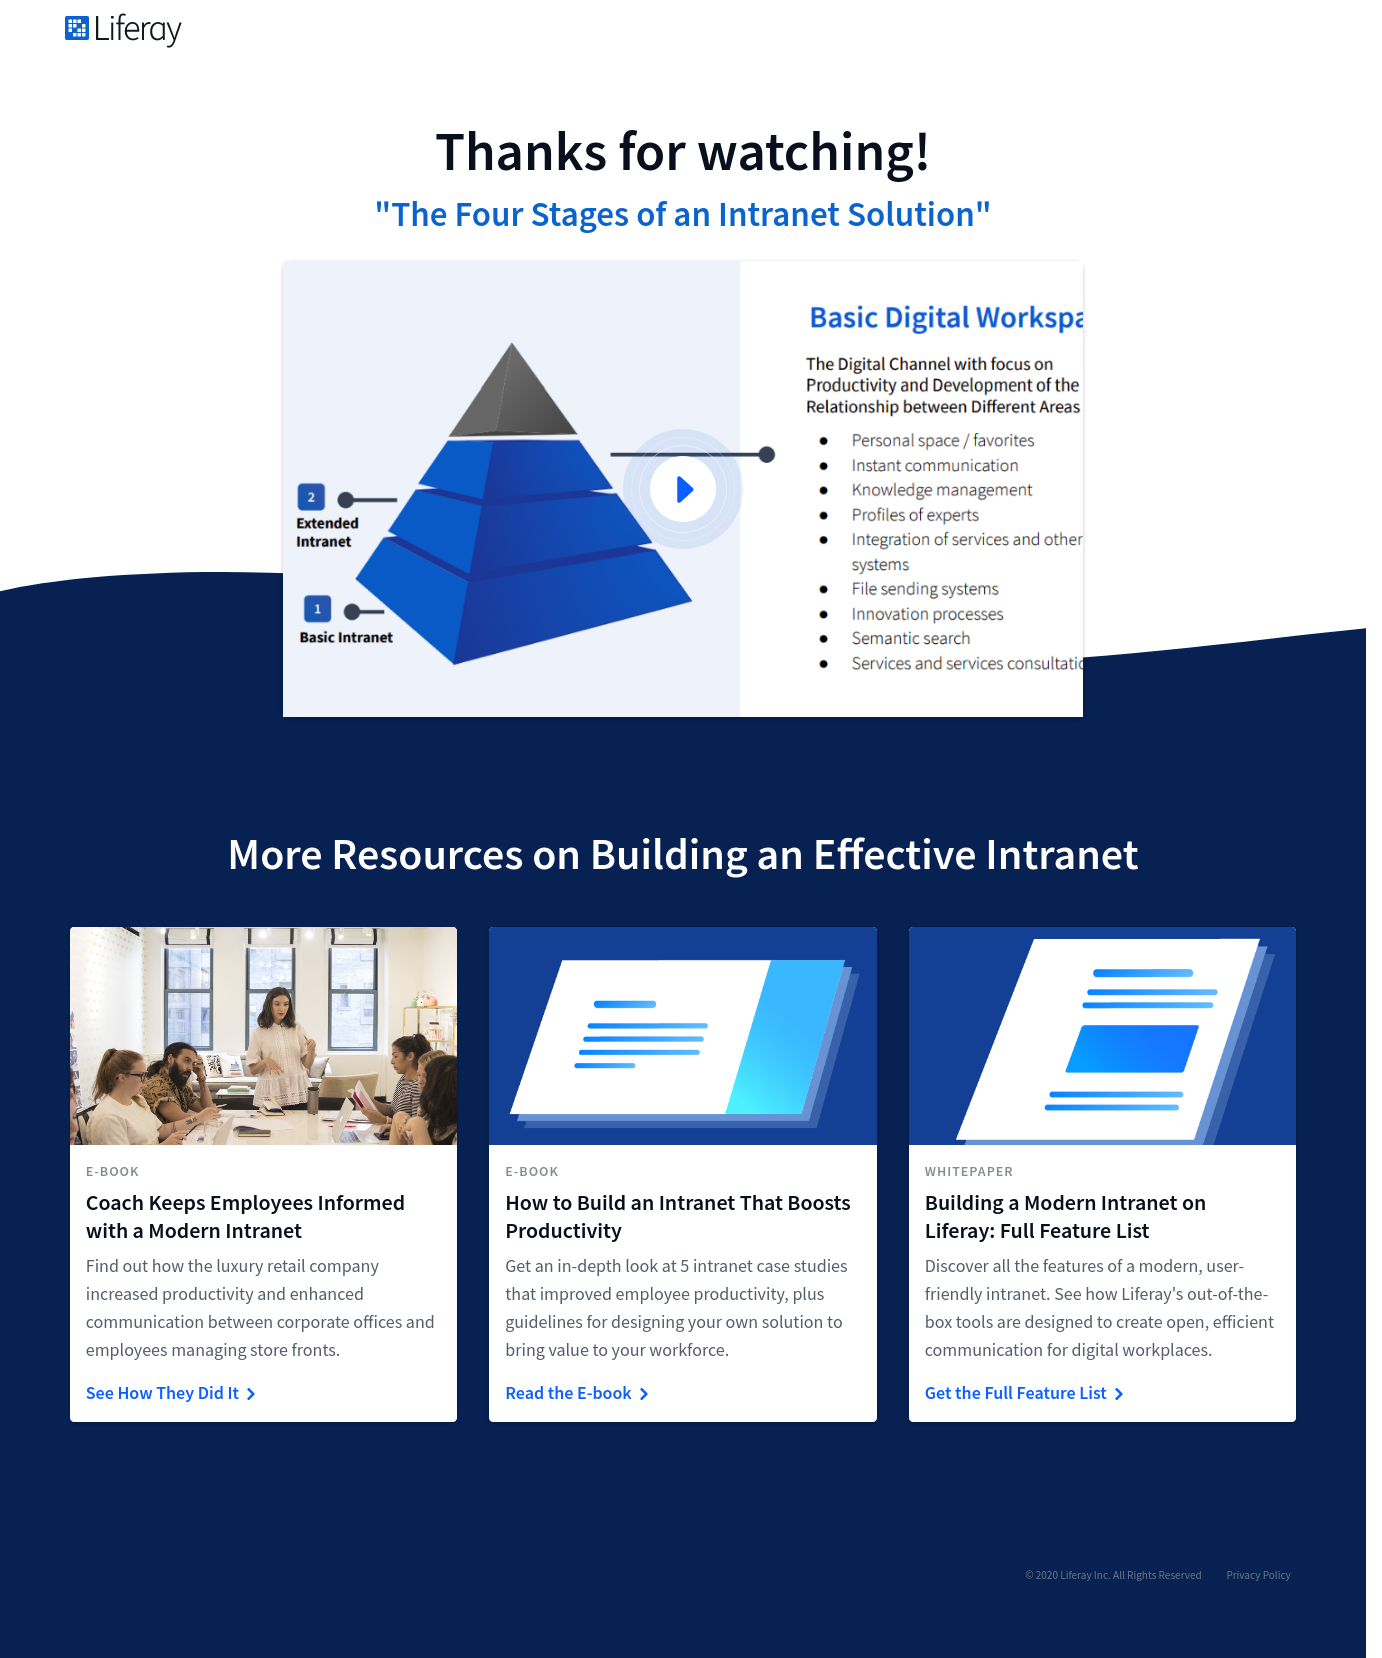 Liferay
Thanks for watching!
"The Four Stages of an Intranet Solution"
Basic Digital
The Digital Channel with focus on
Productivity and Development of the
Relationship between Different Areas
● Personal space / favorites
● Instant communication
● Knowledge management
● Profiles of experts
● Integration of services and other
systems
● File sending systems
● Innovation processes
● Semantic search
● Services and services
2
Extended
Intranet
1
Basic Intranet
More Resources on Building an Effective Intranet
E-BOOK
Coach Keeps Employees Informed
with a Modern Intranet
Find out how the luxury retail company
increased productivity and enhanced
communication between corporate offices and
employees managing store fronts.
See How They Did It
E-BOOK
How to Build an Intranet That Boosts
Productivity
Get an in-depth look at 5 intranet case studies
that improved employee productivity, plus
guidelines for designing your own solution to
bring value to your workforce.
Read the E-book
WHITEPAPER
Building a Modern Intranet on
Liferay: Full Feature List
Discover all the features of a modern, user-
friendly intranet. See how Liferay's out-of-the-
box tools are designed to create open, efficient
communication for digital workplaces.
Get the Full Feature List
© 2020 Liferay Inc. All Rights Reserved
Privacy Policy